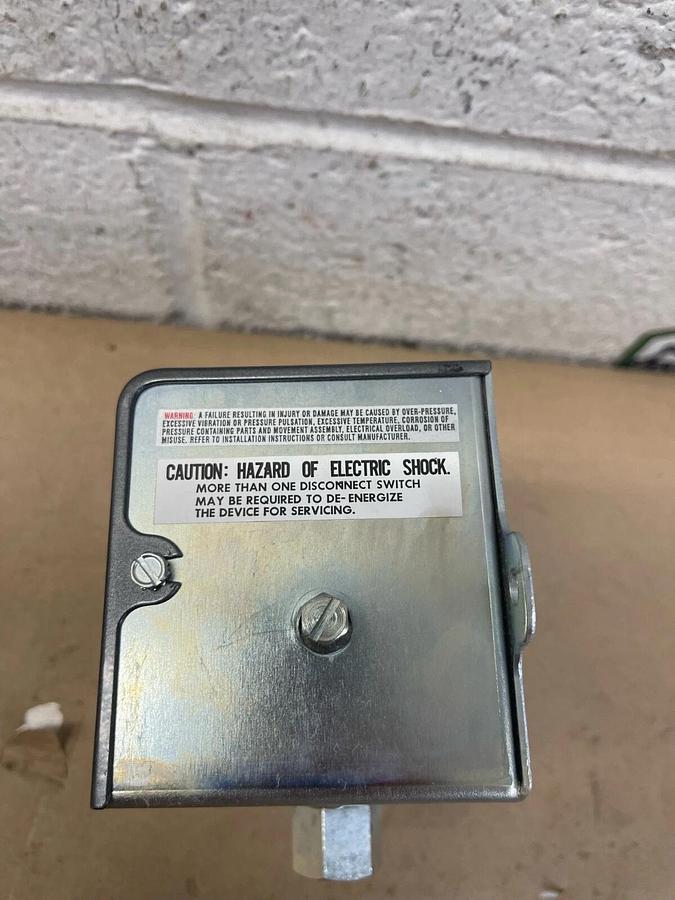 WARNING: A FAILURE RESULTING IN INJURY OR DAMAGE MAY BE CAUSED BY OVER-PRESSURE,
EXCESSIVE VIBRATION OR PRESSURE PULSATION, EXCESSIVE TEMPERATURE, CORROSION OF
PRESSURE CONTAINING PARTS AND MOVEMENT ASSEMBLY, ELECTRICAL OVERLOAD, OR OTHER
MISUSE. REFER TO INSTALLATION INSTRUCTIONS OR CONSULT MANUFACTURER.
CAUTION: HAZARD OF ELECTRIC SHOCK.
MORE THAN ONE DISCONNECT SWITCH
MAY BE REQUIRED TO DE-ENERGIZE
THE DEVICE FOR SERVICING.